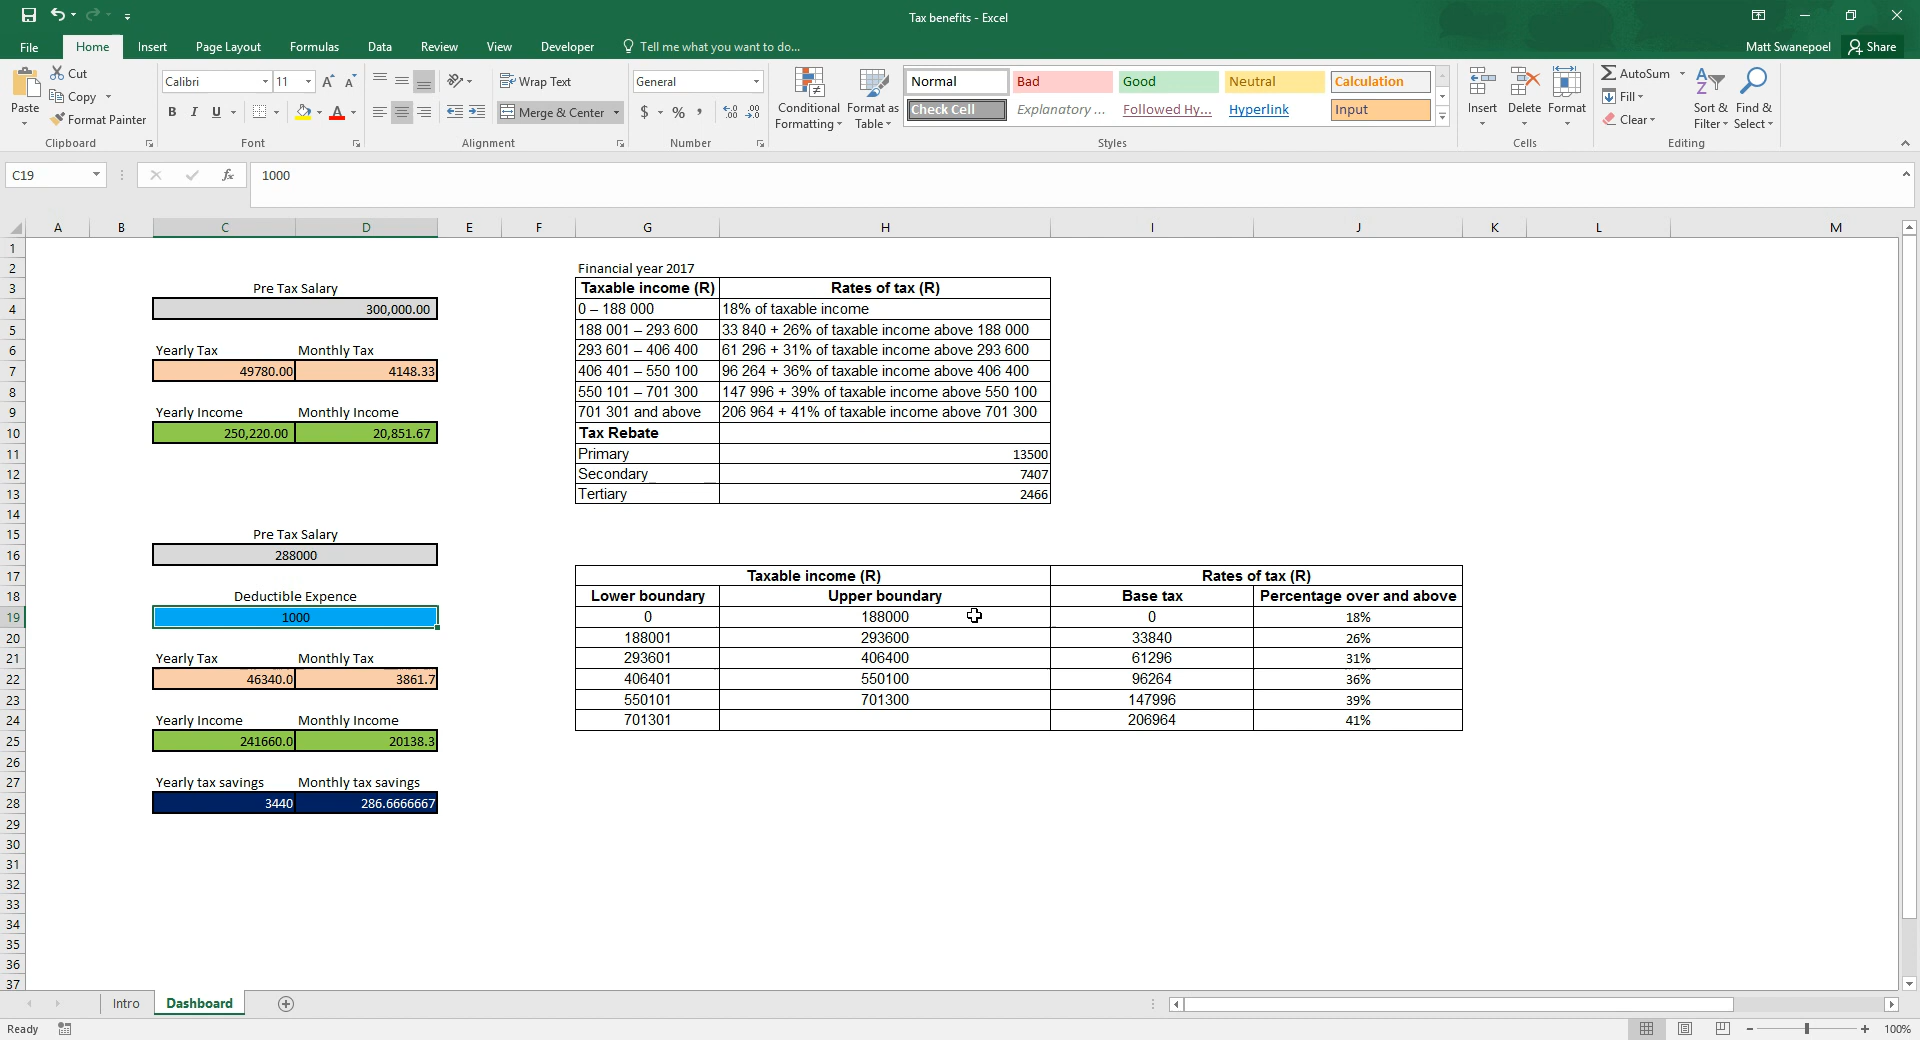 Tax benefits - Excel
File Home Insert Page Layout Formulas Data Review View Developer Tell me what you want to do... Matt Swanepoel Share
Paste
Cut
Copy
Format Painter
Clipboard
Calibri 11
B I U
Font
Wrap Text
Merge & Center
Alignment
General
$ % ,
Number
Conditional Formatting
Format as Table
Normal Bad Good Neutral Calculation
Check Cell Explanatory ... Followed Hy... Hyperlink Input
Styles
Insert Delete Format
Cells
AutoSum
Fill
Clear
Sort & Filter
Find & Select
Editing
C19 fx 1000
A B C D E F G H I J K L M
1
2 Financial year 2017
3 Pre Tax Salary Taxable income (R) Rates of tax (R)
4 300,000.00 0 – 188 000 18% of taxable income
5 188 001 – 293 600 33 840 + 26% of taxable income above 188 000
6 Yearly Tax Monthly Tax 293 601 – 406 400 61 296 + 31% of taxable income above 293 600
7 49780.00 4148.33 406 401 – 550 100 96 264 + 36% of taxable income above 406 400
8 550 101 – 701 300 147 996 + 39% of taxable income above 550 100
9 Yearly Income Monthly Income 701 301 and above 206 964 + 41% of taxable income above 701 300
10 250,220.00 20,851.67 Tax Rebate
11 Primary 13500
12 Secondary 7407
13 Tertiary 2466
14
15 Pre Tax Salary
16 288000
17 Taxable income (R) Rates of tax (R)
18 Deductible Expence Lower boundary Upper boundary Base tax Percentage over and above
19 1000 0 188000 0 18%
20 188001 293600 33840 26%
21 Yearly Tax Monthly Tax 293601 406400 61296 31%
22 46340.0 3861.7 406401 550100 96264 36%
23 550101 701300 147996 39%
24 Yearly Income Monthly Income 701301 206964 41%
25 241660.0 20138.3
26
27 Yearly tax savings Monthly tax savings
28 3440 286.6666667
29
30
31
32
33
34
35
36
37
Intro Dashboard
Ready 100%